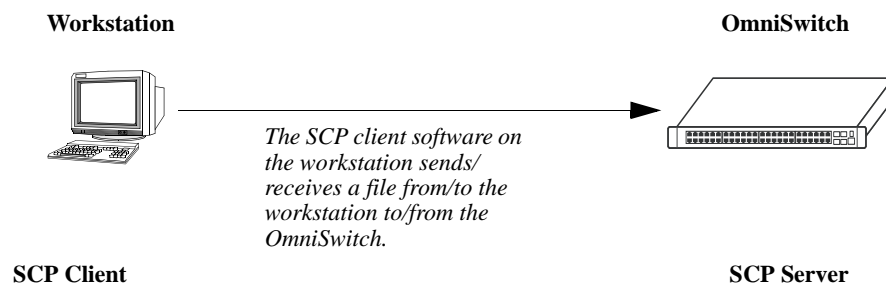 Workstation
OmniSwitch
The SCP client software on
the workstation sends/
receives a file from/to the
workstation to/from the
OmniSwitch.
SCP Client
SCP Server